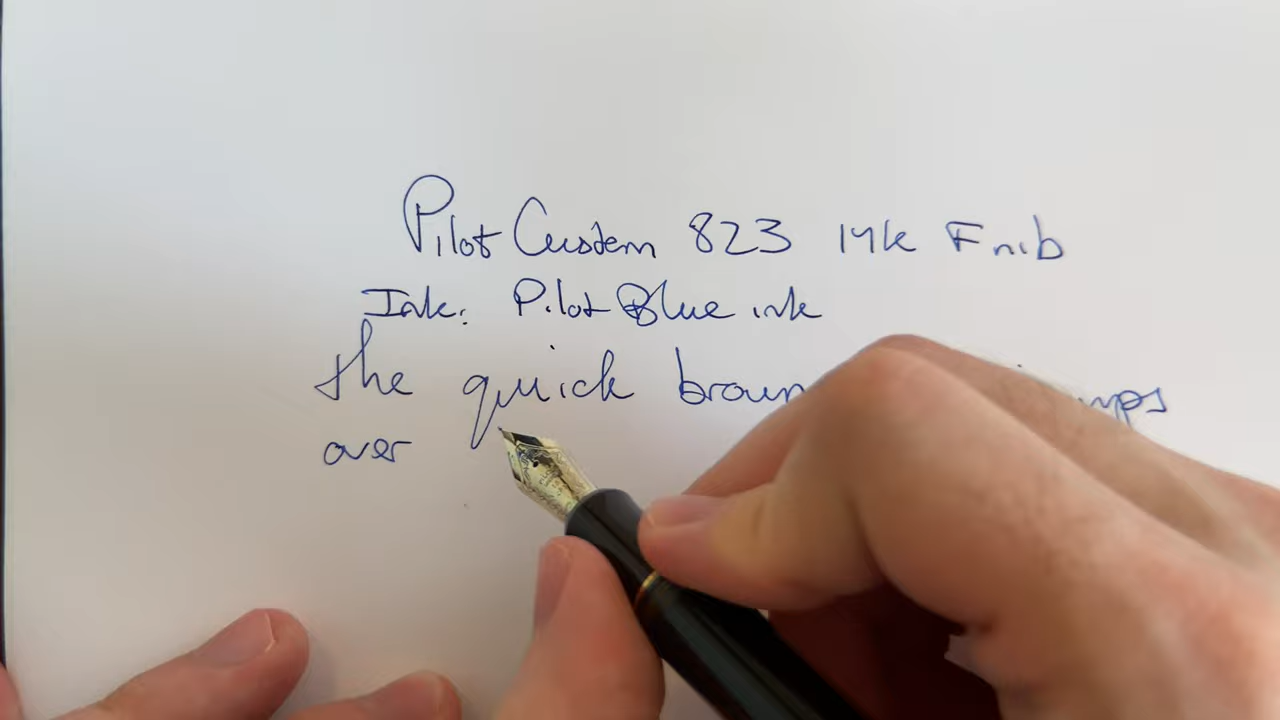 Pilot Custom 823 14k F nib
Ink: Pilot Blue ink
the quick brown
over